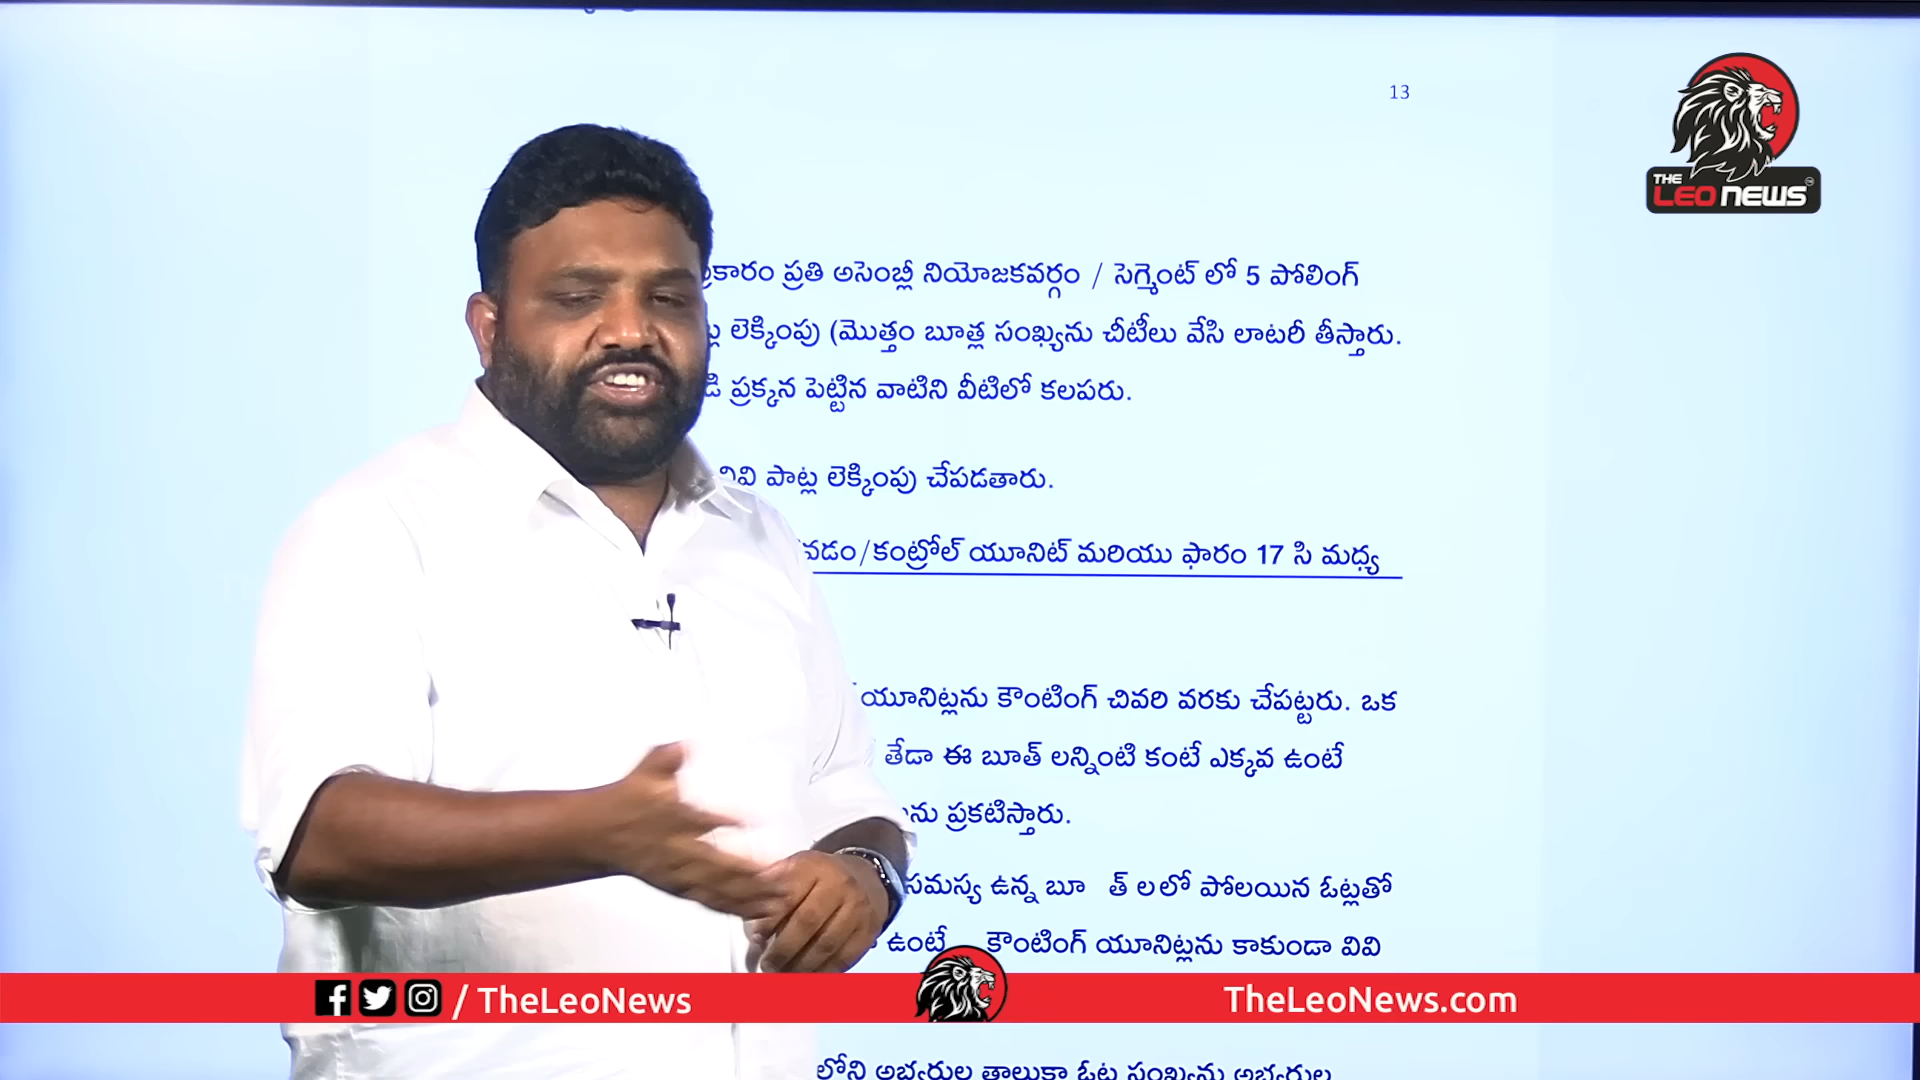 13
THE
LEO NEWS
ప్రకారం ప్రతి అసెంబ్లీ నియోజకవర్గం / సెగ్మెంట్ లో 5 పోలింగ్
లెక్కింపు (మొత్తం బూత్ల సంఖ్యను చీటీలు వేసి లాటరీ తీస్తారు.
ప్రక్కన పెట్టిన వాటిని వీటిలో కలపరు.
వివి పాట్ల లెక్కింపు చేపడతారు.
/కంట్రోల్ యూనిట్ మరియు ఫారం 17 సి మధ్య
యూనిట్లను కౌంటింగ్ చివరి వరకు చేపట్టరు. ఒక
తేడా ఈ బూత్ లన్నింటి కంటే ఎక్కవ ఉంటే
ప్రకటిస్తారు.
సమస్య ఉన్న బూ త్ లలో పోలయిన ఓట్లతో
ఉంటే కౌంటింగ్ యూనిట్లను కాకుండా వివి
/ TheLeoNews
TheLeoNews.com